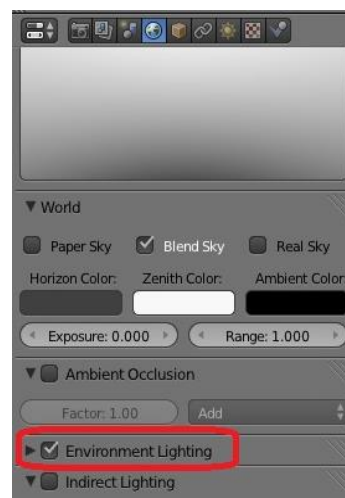 World
Paper Sky Blend Sky Real Sky
Horizon Color: Zenith Color: Ambient Color
Exposure: 0.000 Range: 1.000
Ambient Occlusion
Factor: 1.00 Add
Environment Lighting
Indirect Lighting